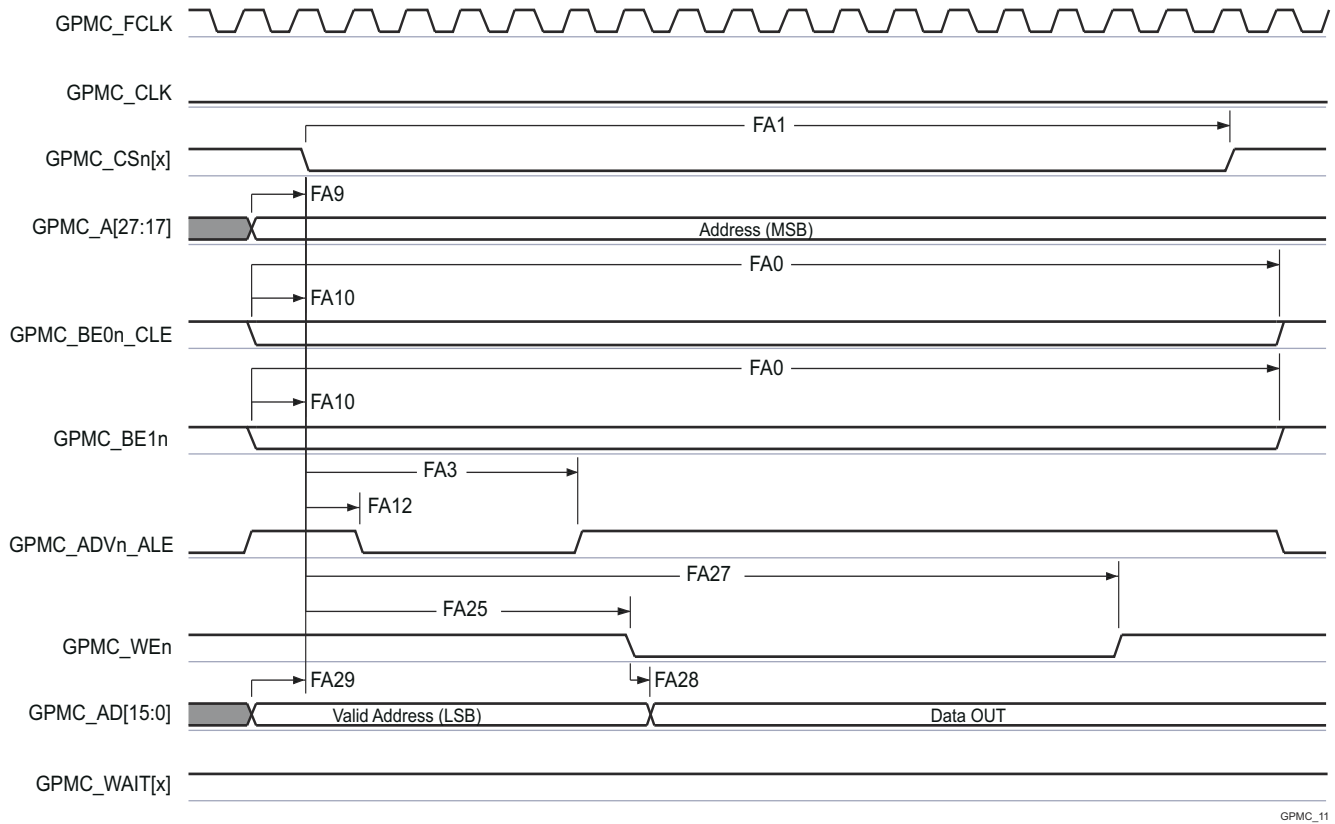 GPMC_FCLK
GPMC_CLK
FA1
GPMC_CSn[x]
FA9
GPMC_A[27:17]
Address (MSB)
FA0
FA10
GPMC_BE0n_CLE
FA0
FA10
GPMC_BE1n
FA3
FA12
GPMC_ADVn_ALE
FA27
FA25
GPMC_WEn
FA29
FA28
GPMC_AD[15:0]
Valid Address (LSB)
Data OUT
GPMC_WAIT[x]
GPMC_11